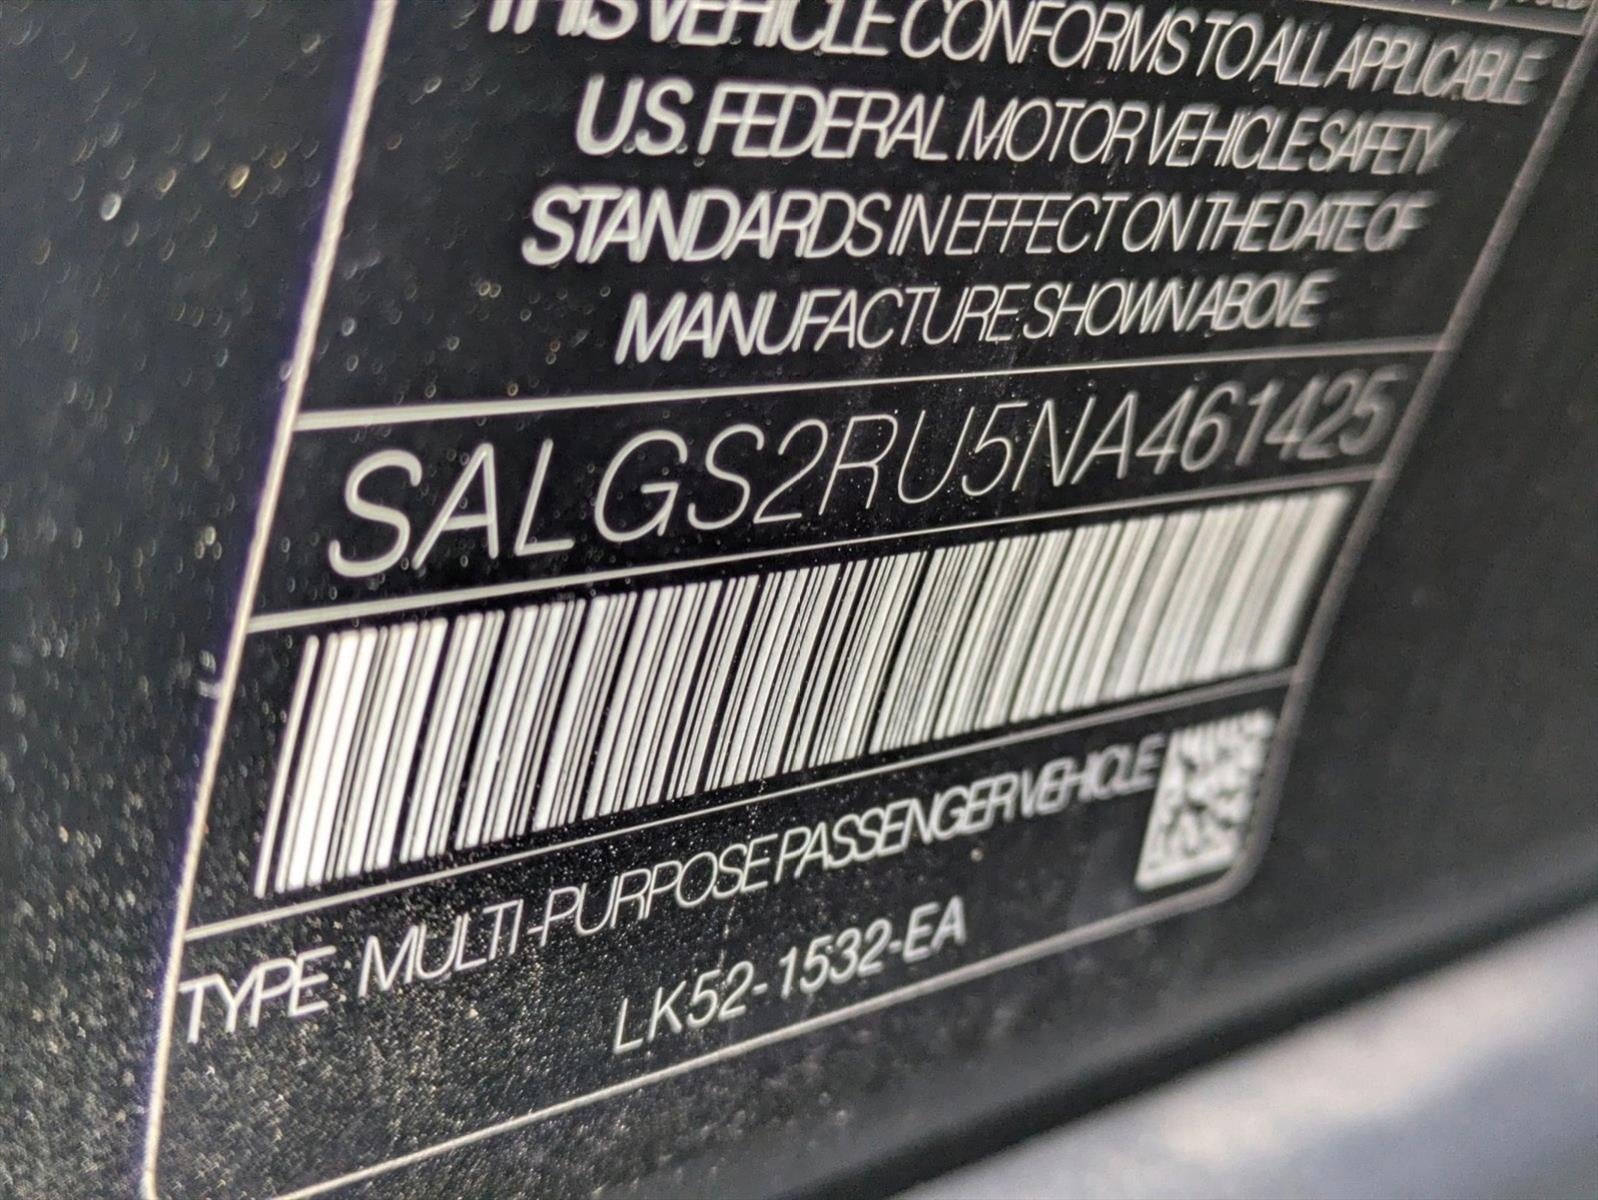 THIS VEHICLE CONFORMS TO ALL APPLICABLE
U.S. FEDERAL MOTOR VEHICLE SAFETY
STANDARDS IN EFFECT ON THE DATE OF
MANUFACTURE SHOWN ABOVE
SALGS2RU5NA461425
TYPE: MULTI-PURPOSE PASSENGER VEHICLE
LK52-1532-EA